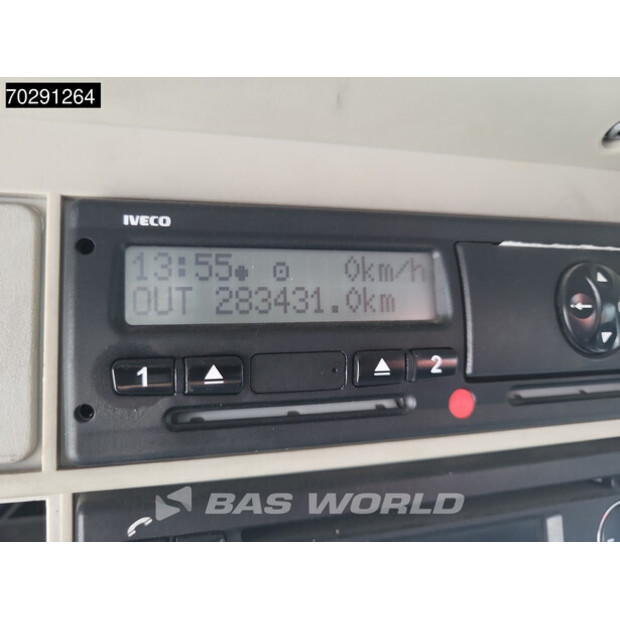 70291264
IVECO
13:55 0km/h
OUT 283431.0km
1 2
BAS WORLD